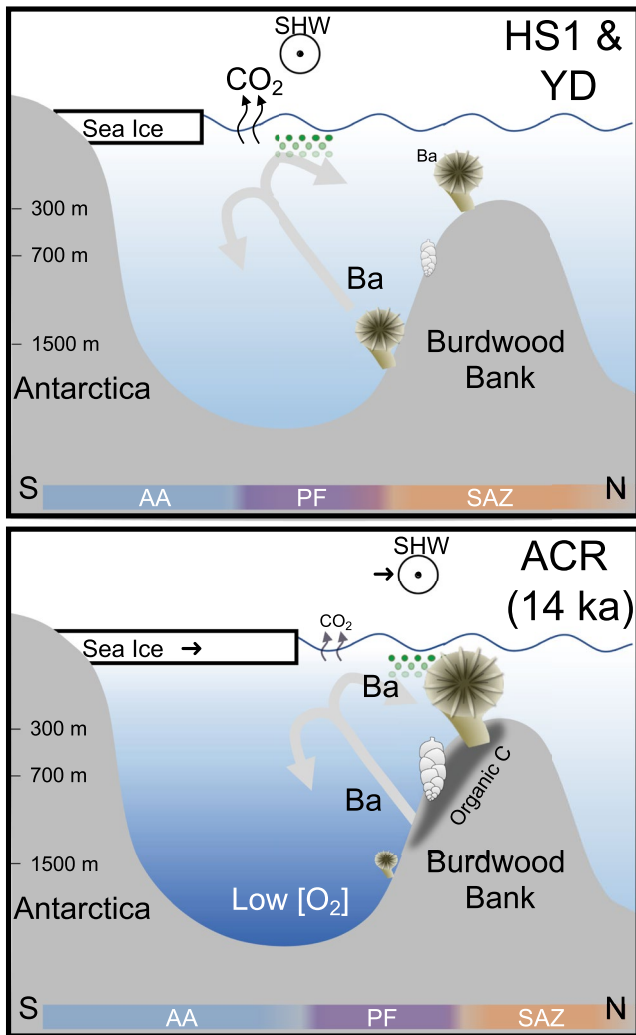 SHW
HS1 &
YD
CO₂
Sea Ice
Ba
300 m
700 m
Ba
1500 m
Burdwood
Bank
Antarctica
S
N
AA
PF
SAZ
SHW
→
ACR
(14 ka)
CO₂
Sea Ice →
Ba
300 m
700 m
Organic C
Ba
1500 m
Burdwood
Bank
Low [O₂]
Antarctica
S
N
AA
PF
SAZ